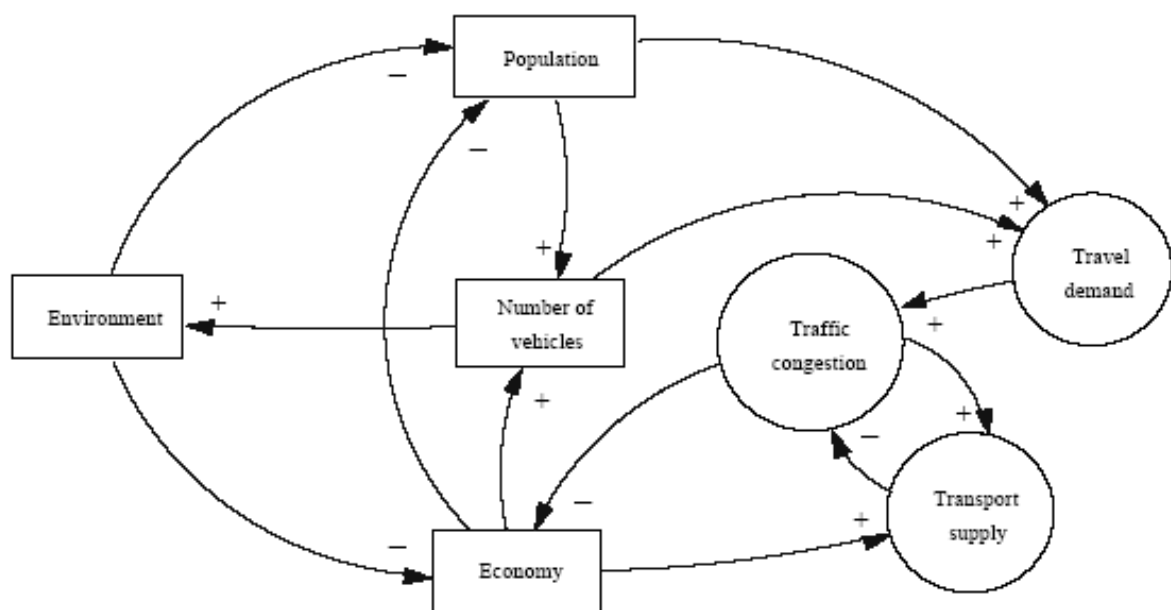 Population
−
−
+
+
+
Travel
demand
Environment
+
Number of
vehicles
Traffic
congestion
+
+
+
−
−
+
Transport
supply
−
Economy